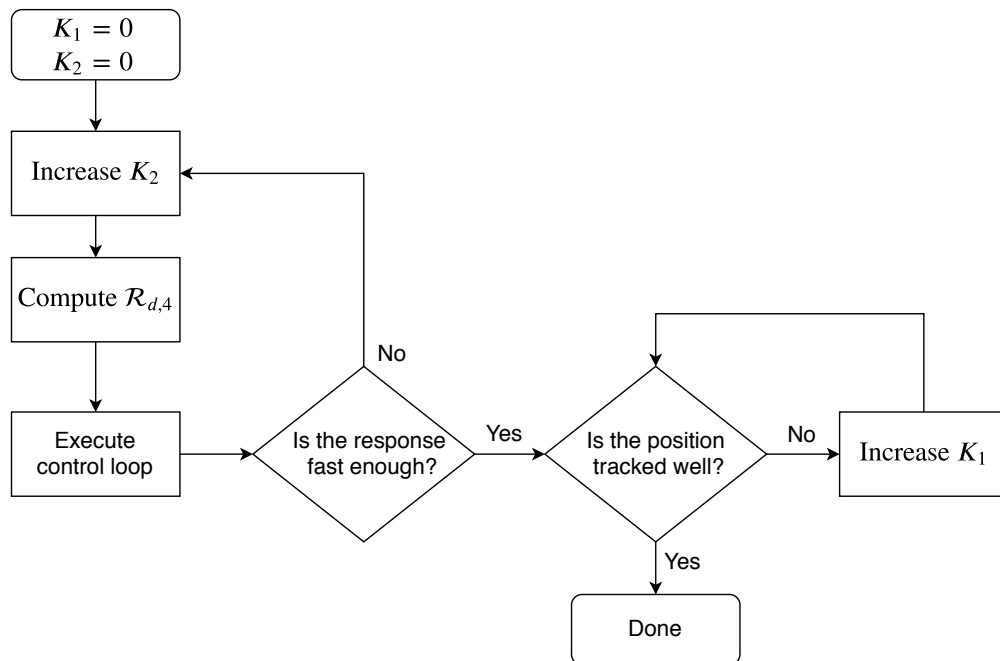 K₁ = 0
K₂ = 0
Increase K₂
Compute ℛ_{d,4}
Execute
control loop
No
Is the response
fast enough?
Yes
Is the position
tracked well?
No
Increase K₁
Yes
Done